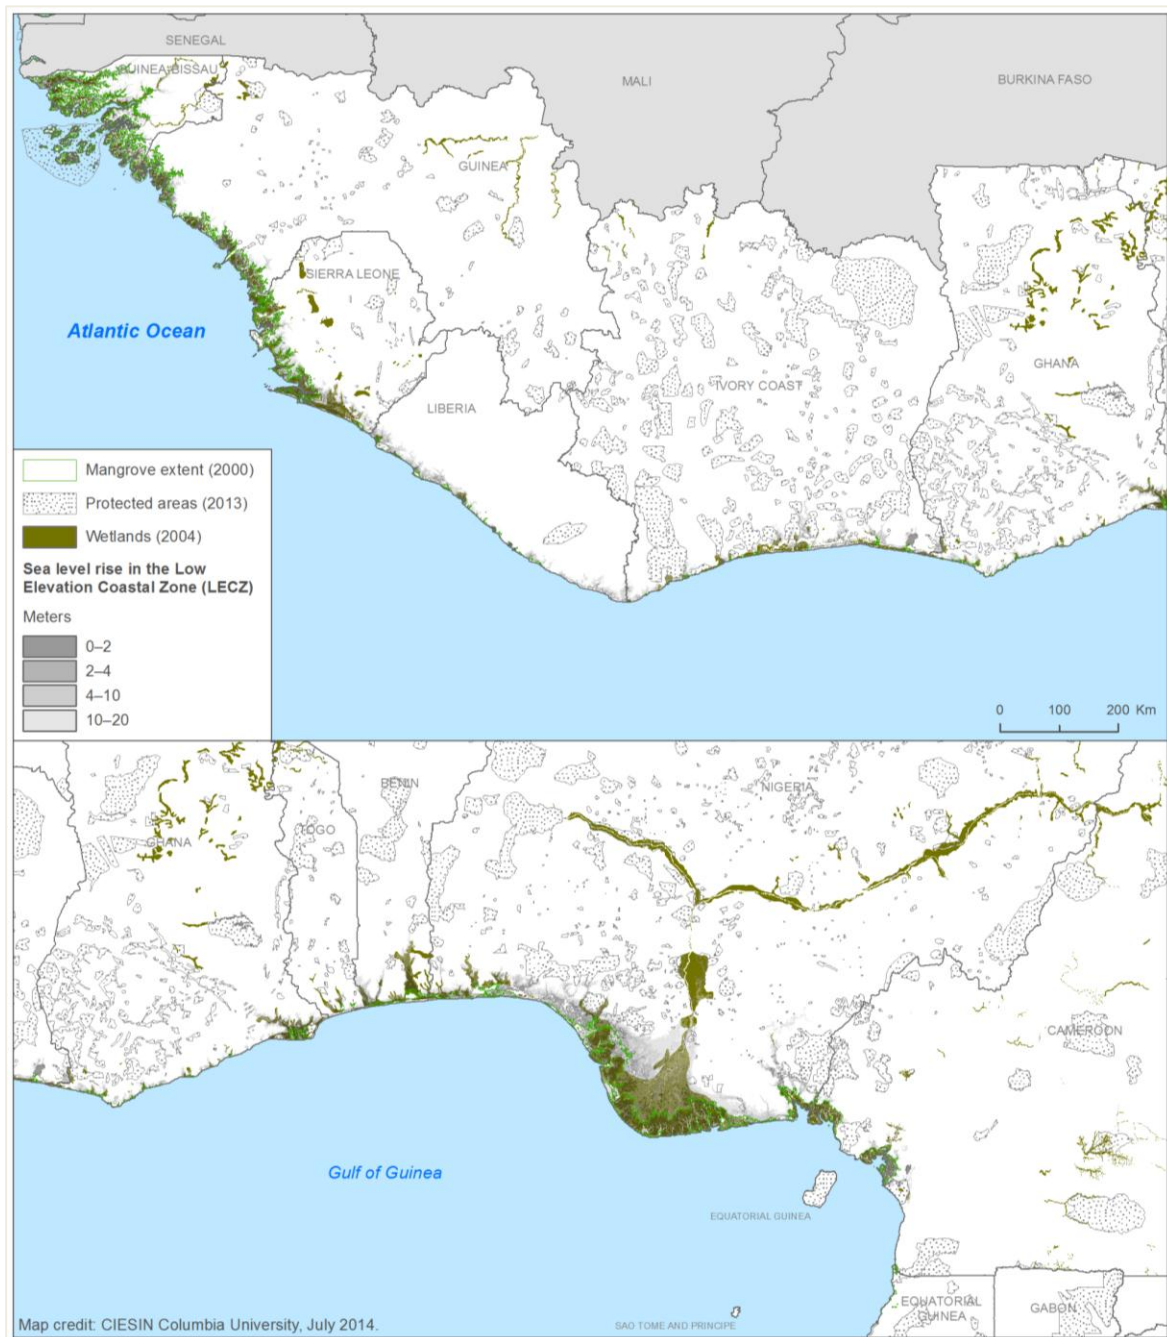 SENEGAL
GUINEA-BISSAU
MALI
BURKINA FASO
GUINEA
SIERRA LEONE
Atlantic Ocean
GHANA
IVORY COAST
LIBERIA
Mangrove extent (2000)
Protected areas (2013)
Wetlands (2004)
Sea level rise in the Low
Elevation Coastal Zone (LECZ)
Meters
0–2
2–4
4–10
10–20
0 100 200 Km
BENIN
NIGERIA
TOGO
GHANA
CAMEROON
Gulf of Guinea
EQUATORIAL GUINEA
EQUATORIAL
GUINEA
GABON
SAO TOME AND PRINCIPE
Map credit: CIESIN Columbia University, July 2014.